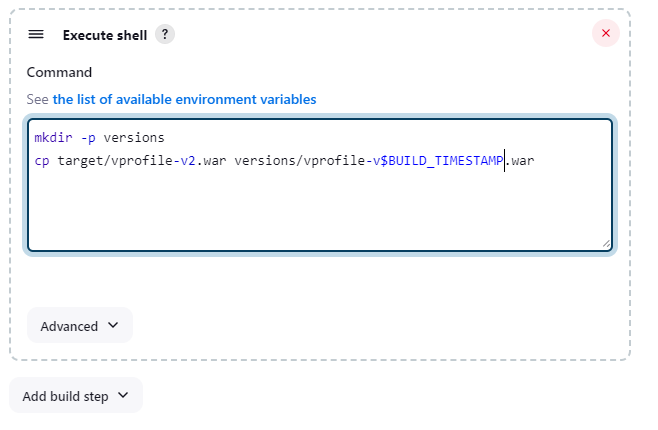 Execute shell ?
Command
See the list of available environment variables
mkdir -p versions
cp target/vprofile-v2.war versions/vprofile-v$BUILD_TIMESTAMP.war
Advanced
Add build step